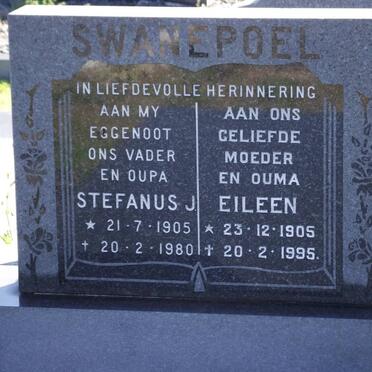 SWANEPOEL
IN LIEFDEVOLLE HERINNERING
AAN MY
EGGENOOT
ONS VADER
EN OUPA
STEFANUS J.
★ 21-7-1905
† 20-2-1980
AAN ONS
GELIEFDE
MOEDER
EN OUMA
EILEEN
★ 23-12-1905
† 20-2-1995.